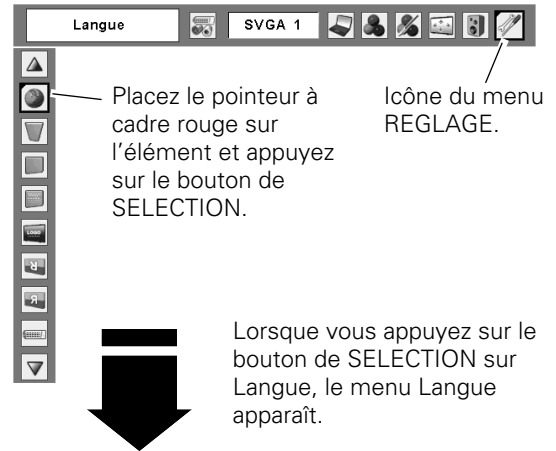 Langue
SVGA 1
Placez le pointeur à
cadre rouge sur
l'élément et appuyez
sur le bouton de
SELECTION.
Icône du menu
REGLAGE.
LOGO
R
R
Lorsque vous appuyez sur le
bouton de SELECTION sur
Langue, le menu Langue
apparaît.